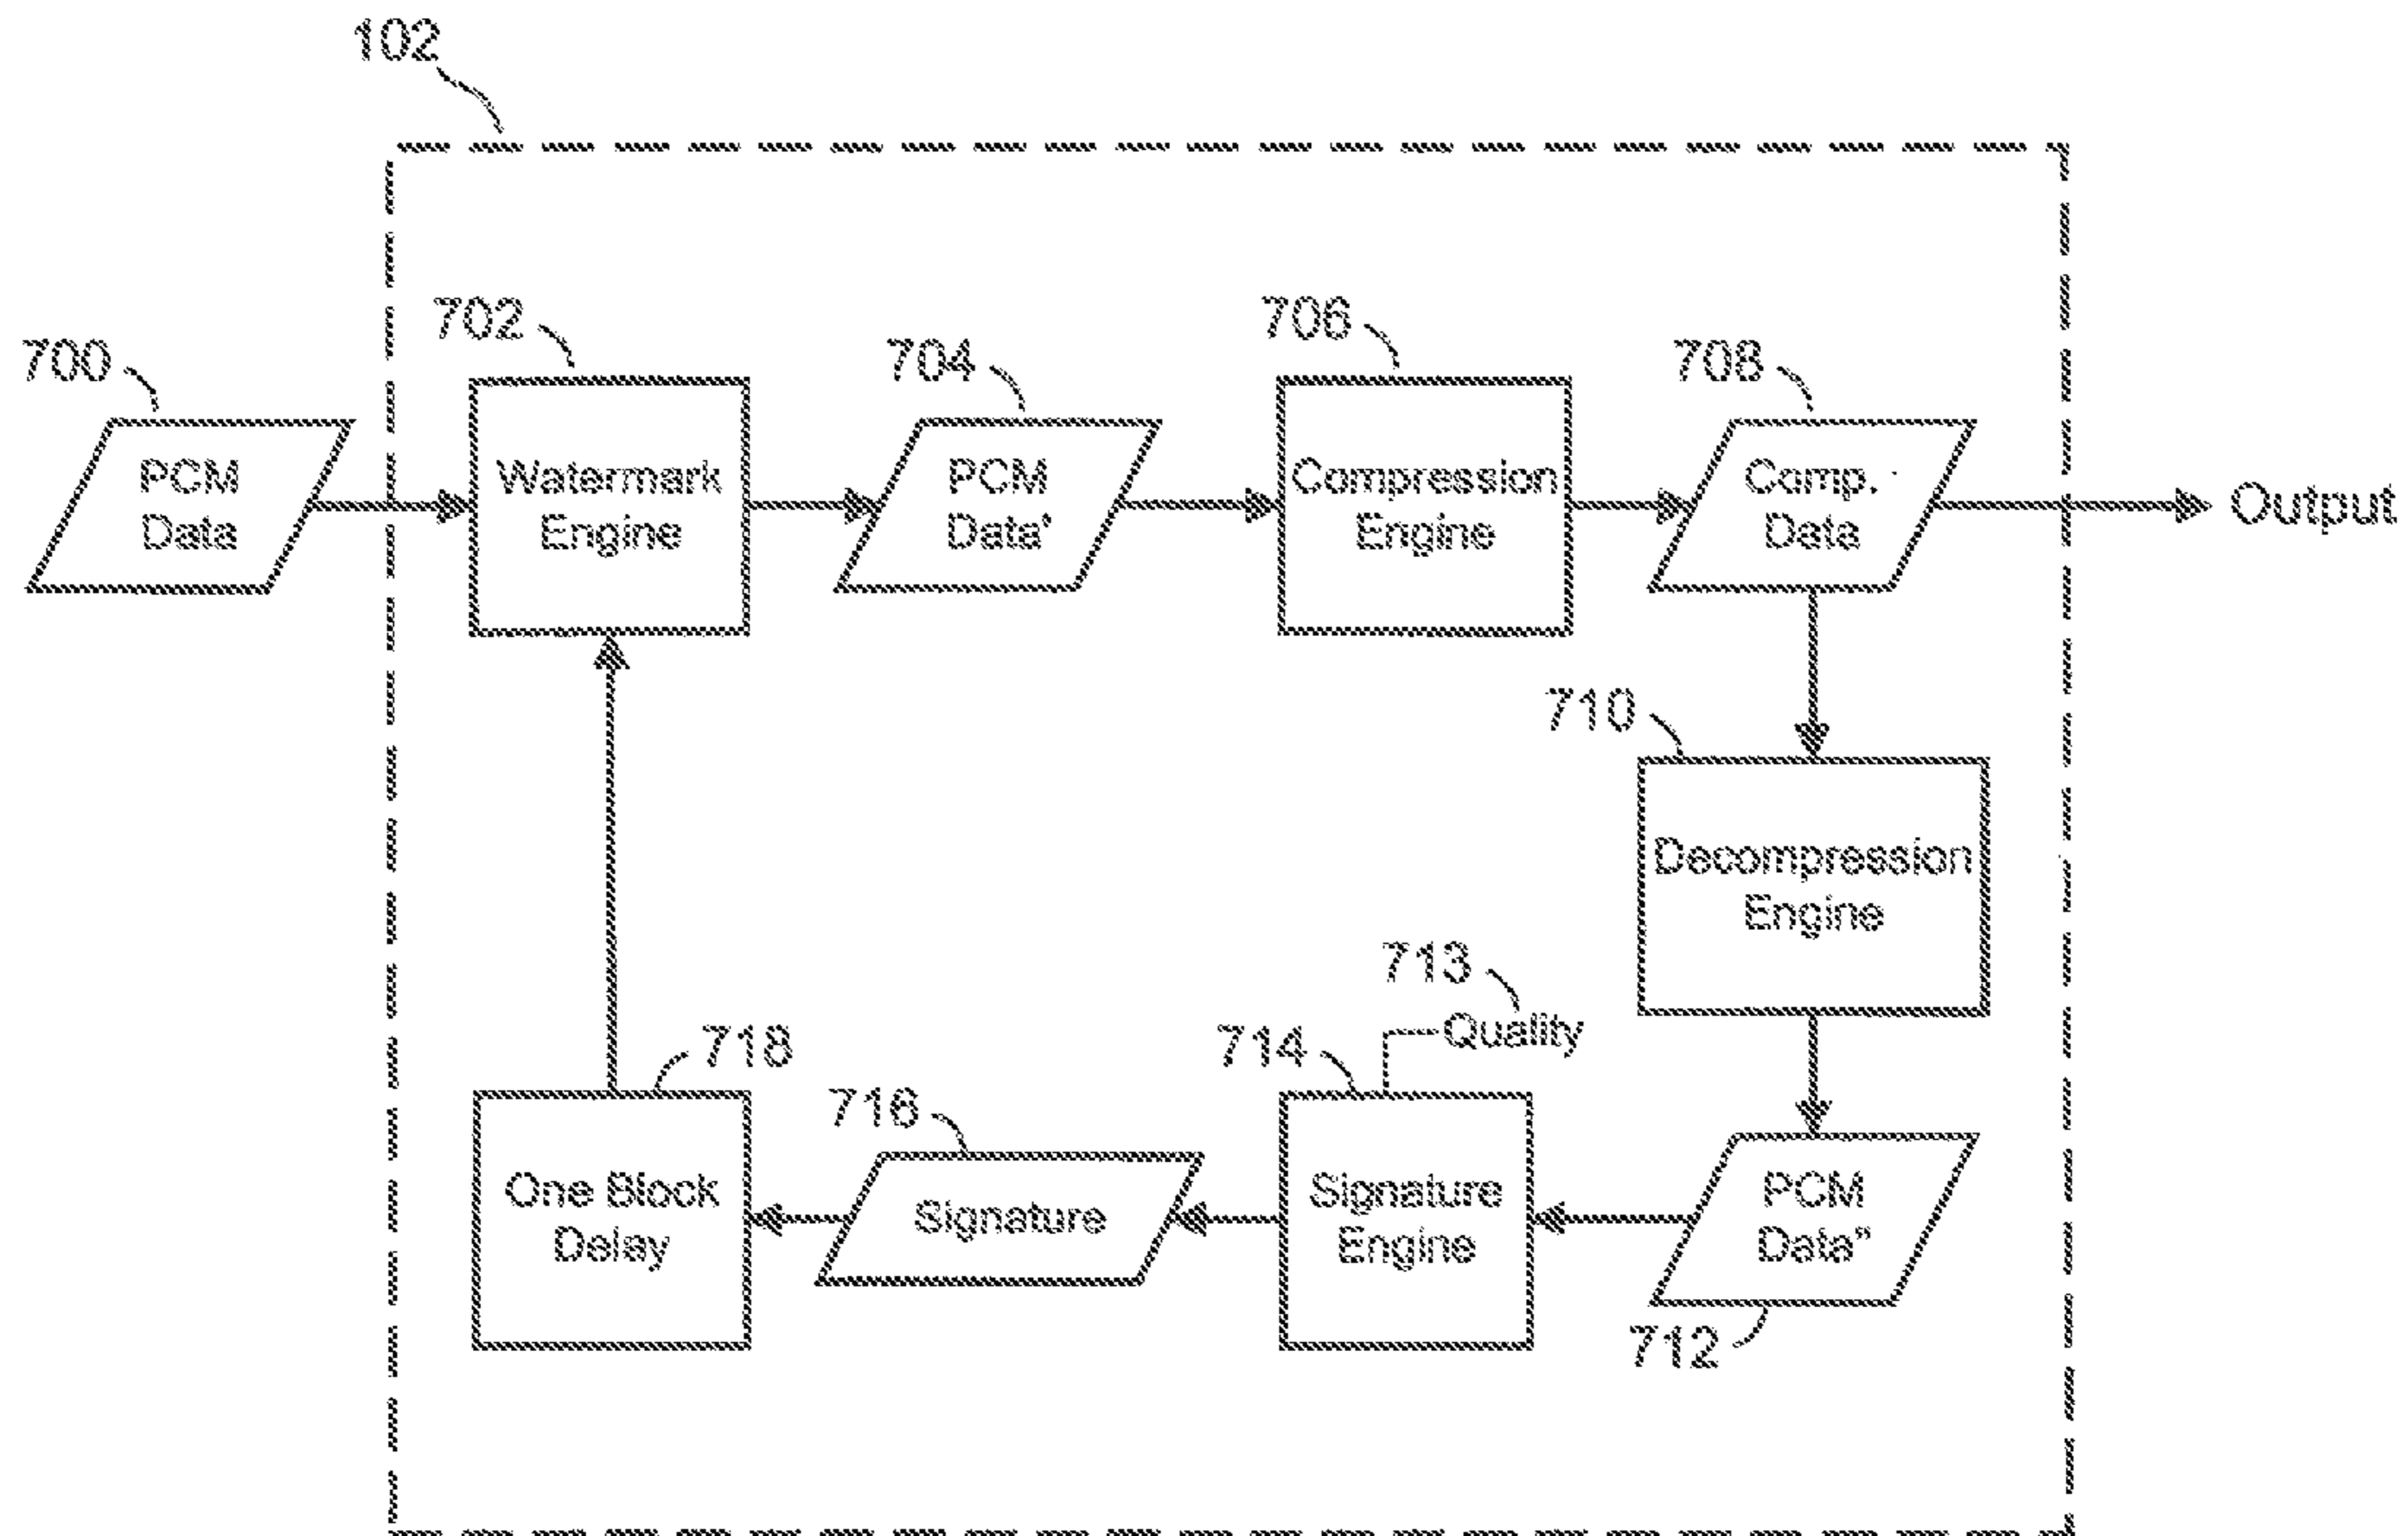 102
700
702
704
706
708
PCM
Data
Watermark
Engine
PCM
Data'
Compression
Engine
Comp.
Data
Output
710
Decompression
Engine
713
Quality
714
718
716
One Block
Delay
Signature
Signature
Engine
PCM
Data"
712